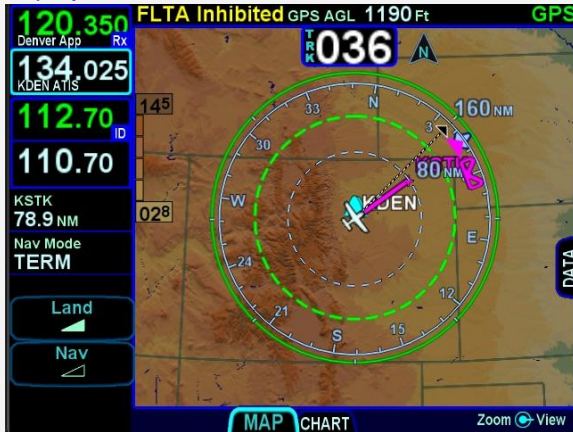 120.350
Denver App Rx
134.025
KDEN ATIS
112.70
ID
110.70
KSTK
78.9 NM
Nav Mode
TERM
Land
Nav
FLTA Inhibited GPS AGL 1190 Ft GPS
TRK 036 N
14⁵
02⁸
33 N 3 160 NM
30
KSTK
80 NM
KDEN
W E
24 12
21 S 15
DATA
MAP CHART Zoom View